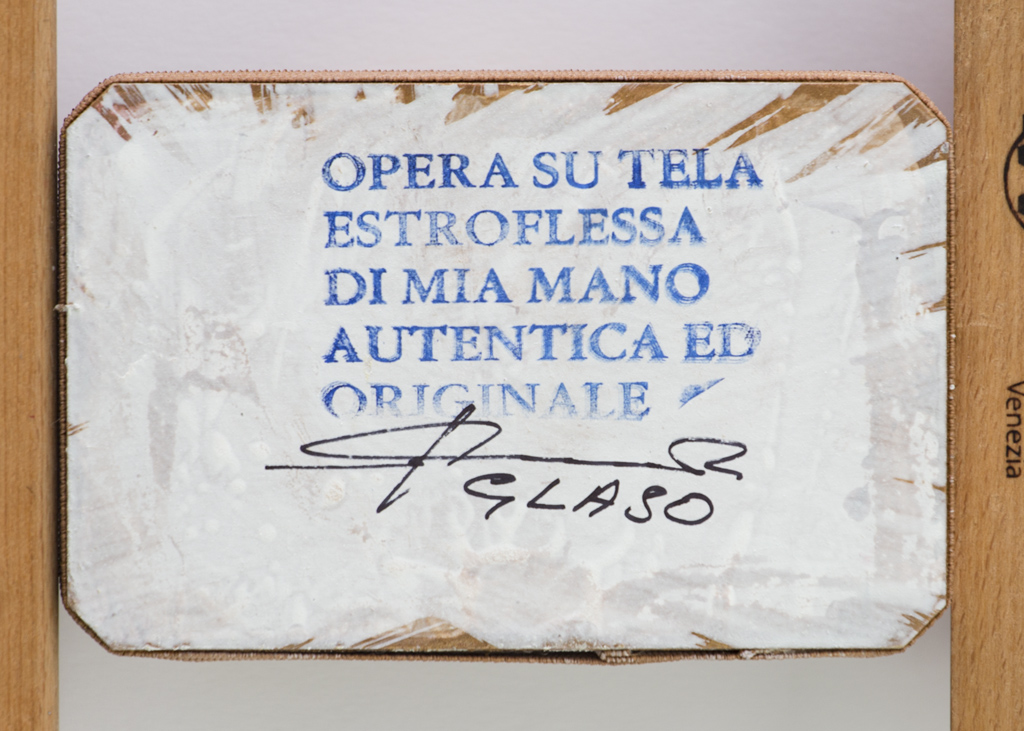 OPERA SU TELA
ESTROFLESSA
DI MIA MANO
AUTENTICA ED
ORIGINALE
GLASO
Venezia